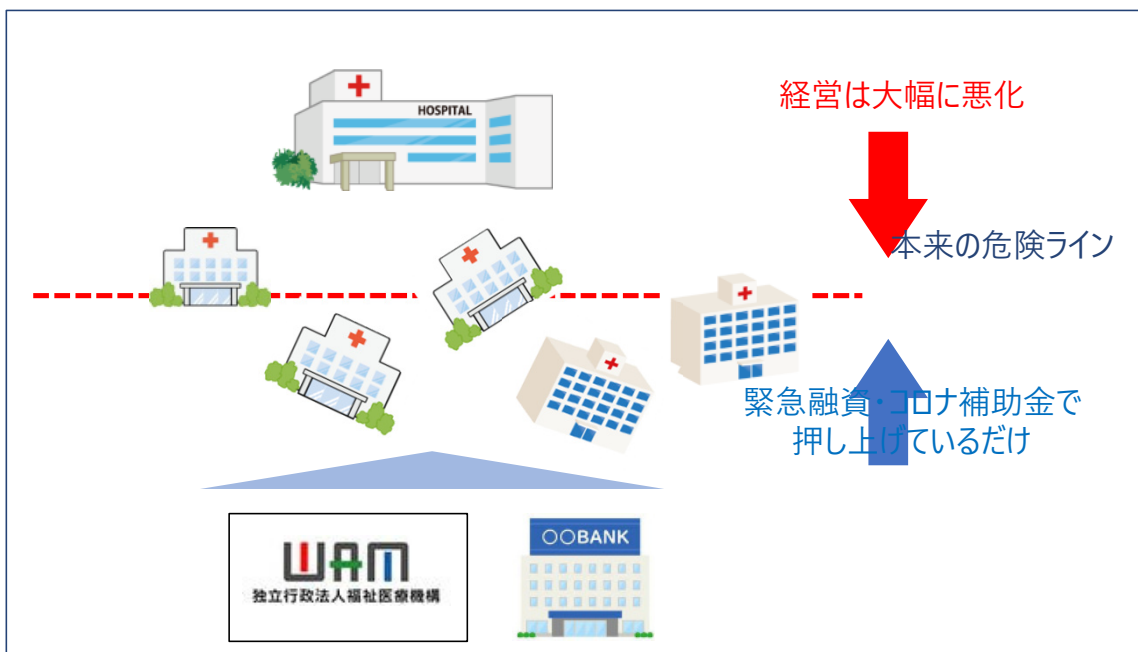 経営は大幅に悪化
HOSPITAL
本来の危険ライン
緊急融資・コロナ補助金で
押し上げているだけ
WAM
独立行政法人福祉医療機構
○○BANK